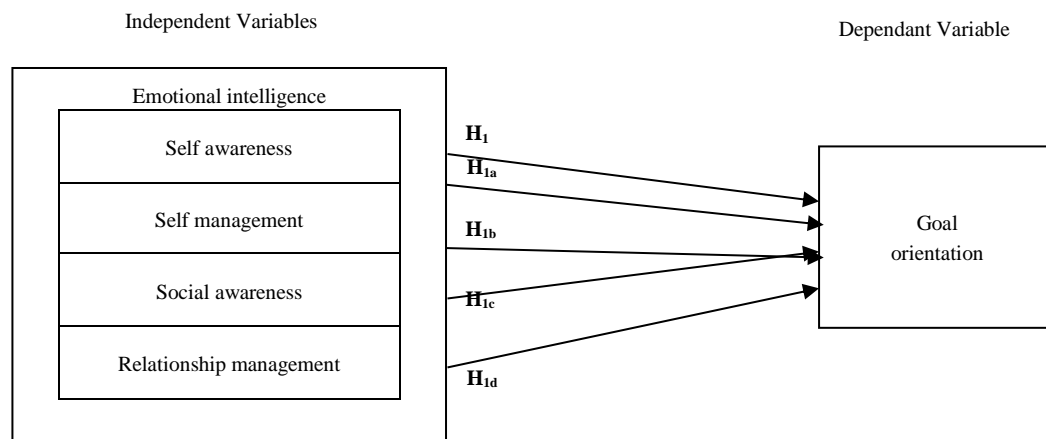 Independent Variables
Dependant Variable
Emotional intelligence
Self awareness
Self management
Social awareness
Relationship management
H1
H1a
H1b
H1c
H1d
Goal
orientation